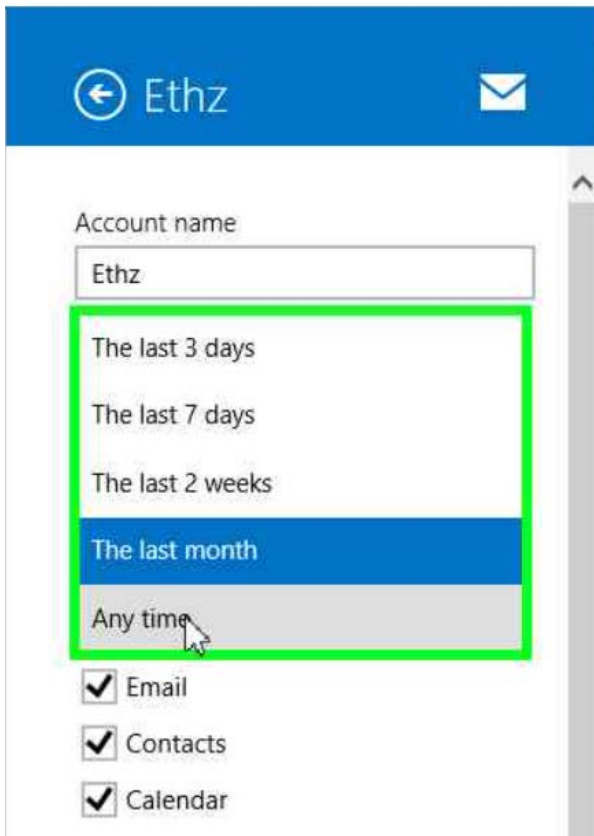 Ethz
Account name
Ethz
The last 3 days
The last 7 days
The last 2 weeks
The last month
Any time
Email
Contacts
Calendar